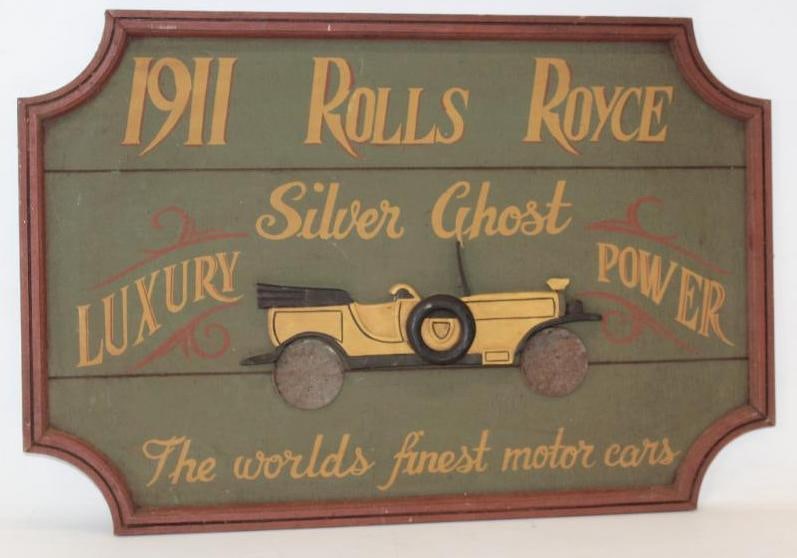 1911 ROLLS ROYCE
Silver Ghost
LUXURY
POWER
The worlds finest motor cars